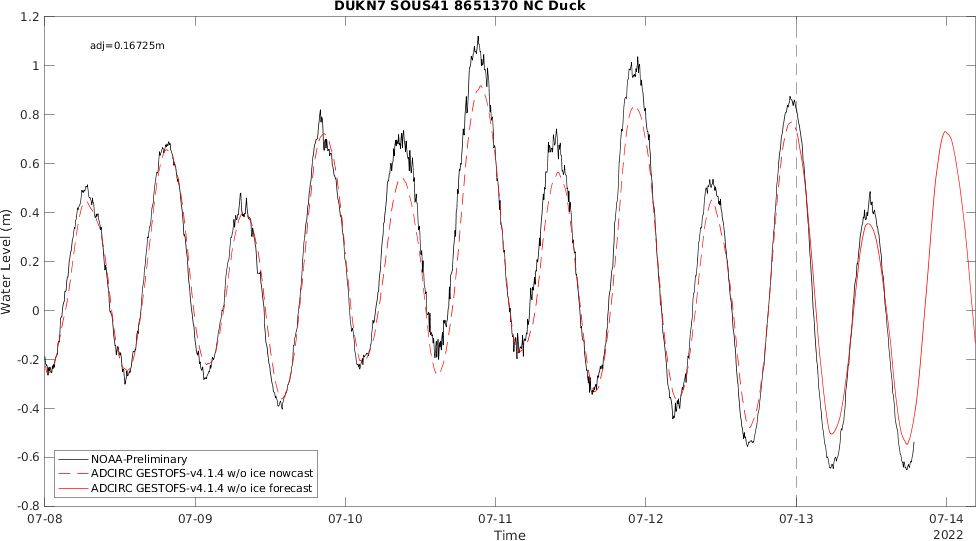 DUKN7 SOUS41 8651370 NC Duck
adj=0.16725m
1.2
1
0.8
0.6
0.4
0.2
0
-0.2
-0.4
-0.6
-0.8
Water Level (m)
NOAA-Preliminary
ADCIRC GESTOFS-v4.1.4 w/o ice nowcast
ADCIRC GESTOFS-v4.1.4 w/o ice forecast
07-08 07-09 07-10 07-11 07-12 07-13 07-14
Time
2022